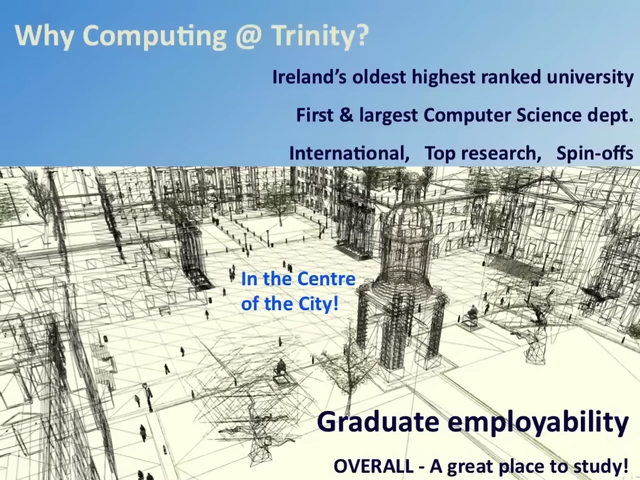 Why Computing @ Trinity?
Ireland's oldest highest ranked university
First & largest Computer Science dept.
International, Top research, Spin-offs
In the Centre
of the City!
Graduate employability
OVERALL - A great place to study!